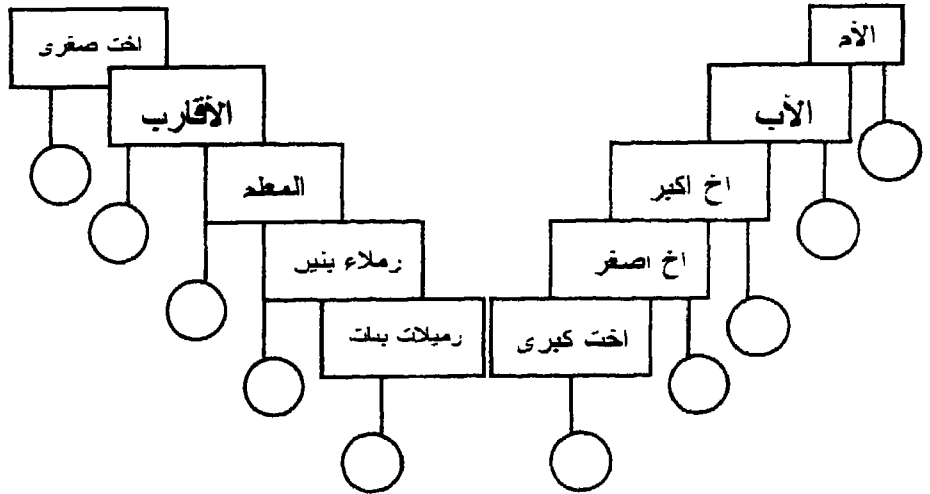 الأم
الأب
اخ اكبر
اخ اصغر
اخت كبرى
اخت صغرى
الأقارب
المعلم
زملاء بنين
زميلات بنات